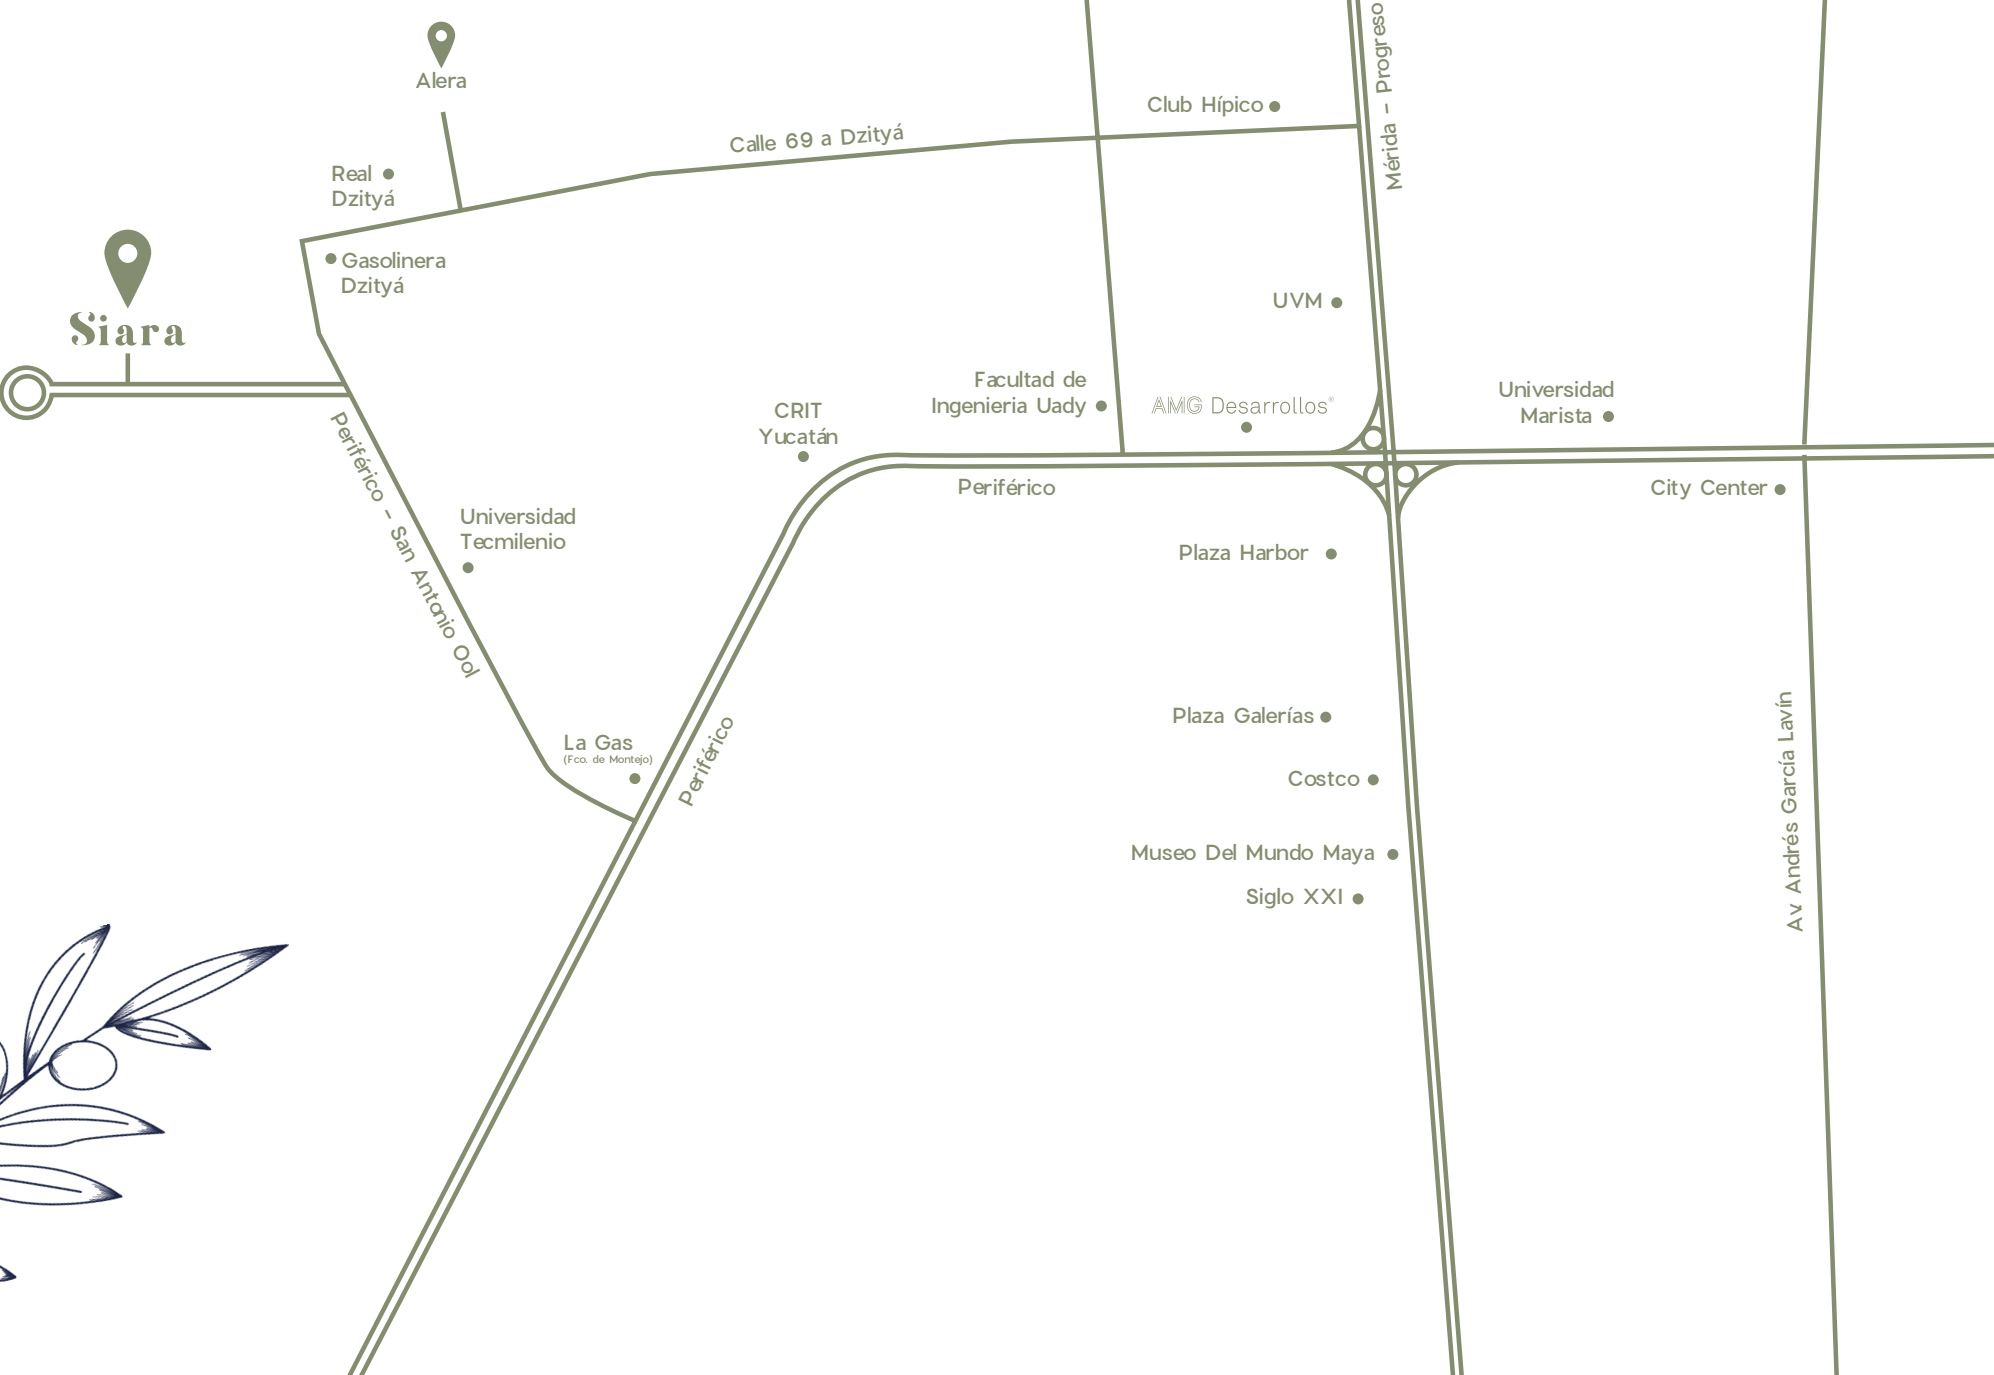 Alera
Mérida - Progreso
Club Hípico
Calle 69 a Dzityá
Real
Dzityá
Gasolinera
Dzityá
Siara
UVM
Facultad de
Ingenieria Uady
AMG Desarrollos®
Universidad
Marista
CRIT
Yucatán
Periférico
City Center
Periférico - San Antonio Ool
Universidad
Tecmilenio
Plaza Harbor
Plaza Galerías
La Gas
(Fco. de Montejo)
Periférico
Costco
Av. Andrés García Lavín
Museo Del Mundo Maya
Siglo XXI